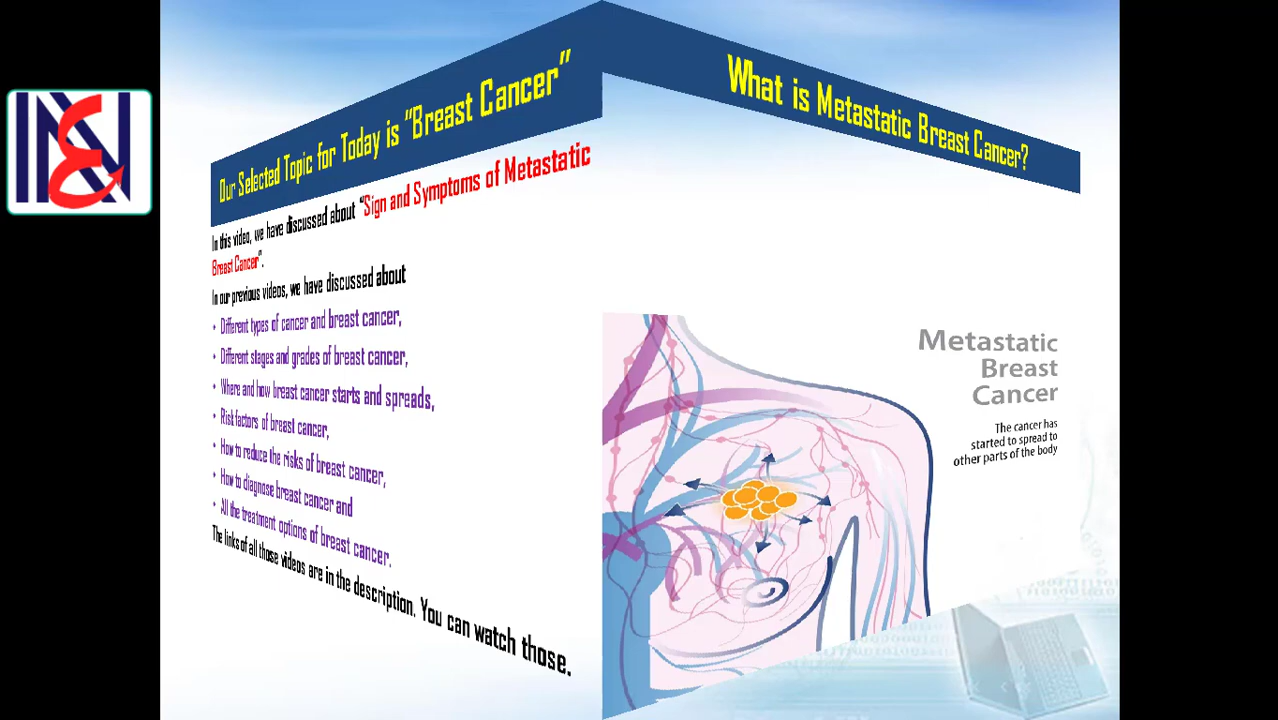 Our Selected Topic for Today is "Breast Cancer"
In this video, we have discussed about "Sign and Symptoms of Metastatic
Breast Cancer".
In our previous videos, we have discussed about
• Different types of cancer and breast cancer,
• Different stages and grades of breast cancer,
• Where and how breast cancer starts and spreads,
• Risk factors of breast cancer,
• How to reduce the risks of breast cancer,
• How to diagnose breast cancer and
• All the treatment options of breast cancer.
The links of all those videos are in the description. You can watch those.
What is Metastatic Breast Cancer?
Metastatic
Breast
Cancer
The cancer has
started to spread to
other parts of the body